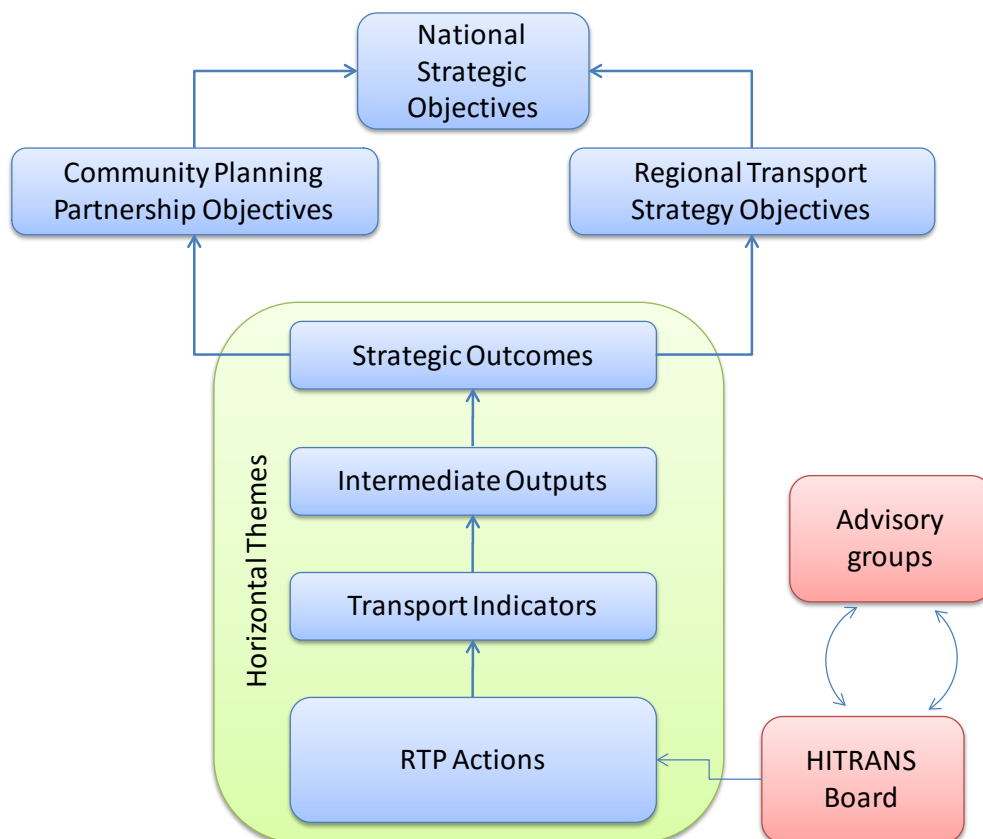 National
Strategic
Objectives
Community Planning
Partnership Objectives
Regional Transport
Strategy Objectives
Strategic Outcomes
Intermediate Outputs
Horizontal Themes
Advisory
groups
Transport Indicators
RTP Actions
HITRANS
Board